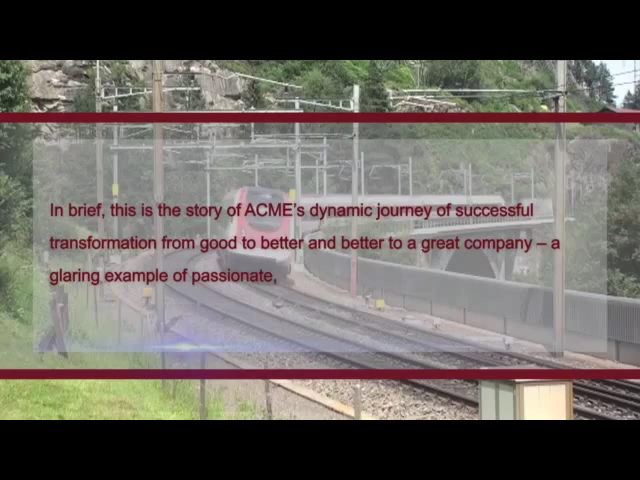 In brief, this is the story of ACME’s dynamic journey of successful
transformation from good to better and better to a great company – a
glaring example of passionate,